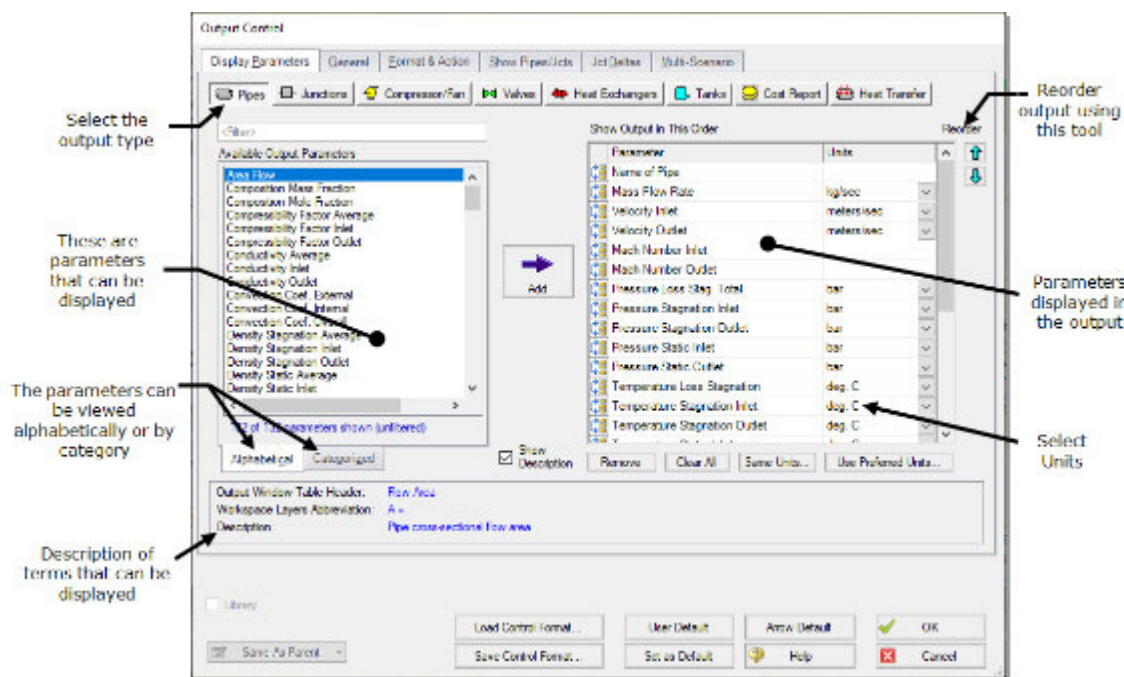 Output Control
Display Parameters
General
Format & Action
Show Pipes/Jcts
Jct Deltas
Multi-Scenario
Pipes
Junctions
Compressor/Fan
Valves
Heat Exchangers
Tanks
Cost Report
Heat Transfer
Select the
output type
Reorder
output using
this tool
<Filter>
Available Output Parameters
Area Flow
Composition Mass Fraction
Composition Mole Fraction
Compressibility Factor Average
Compressibility Factor Inlet
Compressibility Factor Outlet
Conductivity Average
Conductivity Inlet
Conductivity Outlet
Convection Coef. External
Convection Coef. Internal
Convection Coef. Overall
Density Stagnation Average
Density Stagnation Inlet
Density Stagnation Outlet
Density Static Average
Density Static Inlet
parameters shown (unfiltered)
Alphabetical
Categorized
These are
parameters
that can be
displayed
The parameters can
be viewed
alphabetically or by
category
Add
Show
Description
Show Output In This Order
Reorder
Parameter Units
Name of Pipe
Mass Flow Rate kg/sec
Velocity Inlet meters/sec
Velocity Outlet meters/sec
Mach Number Inlet
Mach Number Outlet
Pressure Loss Stag. Total bar
Pressure Stagnation Inlet bar
Pressure Stagnation Outlet bar
Pressure Static Inlet bar
Pressure Static Outlet bar
Temperature Loss Stagnation deg. C
Temperature Stagnation Inlet deg. C
Temperature Stagnation Outlet deg. C
Remove
Clear All
Same Units...
Use Preferred Units...
Parameters
displayed in
the output
Select
Units
Output Window Table Header: Flow Area
Workspace Layers Abbreviation: A =
Description: Pipe cross-sectional flow area
Description of
terms that can be
displayed
Library
Same As Parent
Load Control Format...
User Default
Arrow Default
OK
Save Control Format...
Set as Default
Help
Cancel